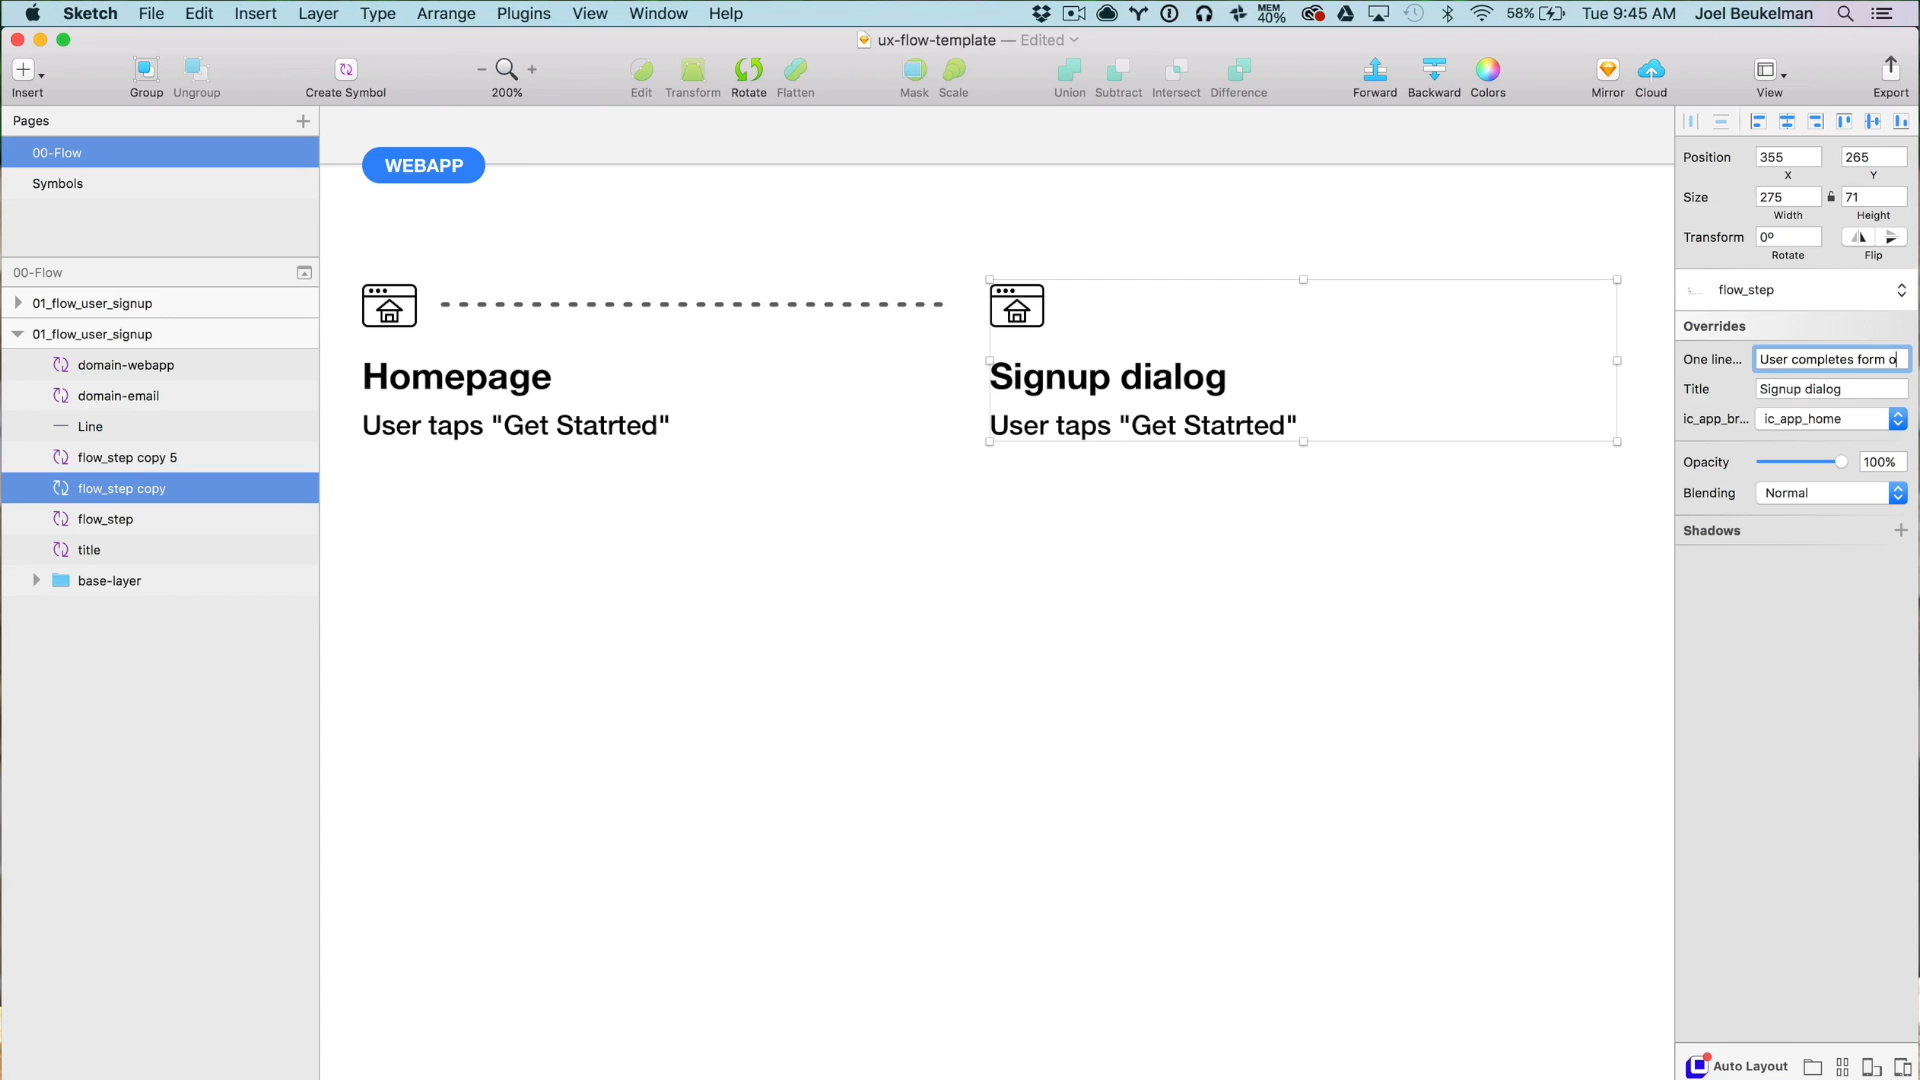 Sketch File Edit Insert Layer Type Arrange Plugins View Window Help MEM 40% 58% Tue 9:45 AM Joel Beukelman
ux-flow-template — Edited
Insert Group Ungroup Create Symbol 200% Edit Transform Rotate Flatten Mask Scale Union Subtract Intersect Difference Forward Backward Colors Mirror Cloud View Export
Pages
00-Flow
Symbols
00-Flow
01_flow_user_signup
01_flow_user_signup
domain-webapp
domain-email
Line
flow_step copy 5
flow_step copy
flow_step
title
base-layer
WEBAPP
Homepage
User taps "Get Statrted"
Signup dialog
User taps "Get Statrted"
Position 355 265
X Y
Size 275 71
Width Height
Transform 0º
Rotate Flip
flow_step
Overrides
One line... User completes form o
Title Signup dialog
ic_app_br... ic_app_home
Opacity 100%
Blending Normal
Shadows
Auto Layout